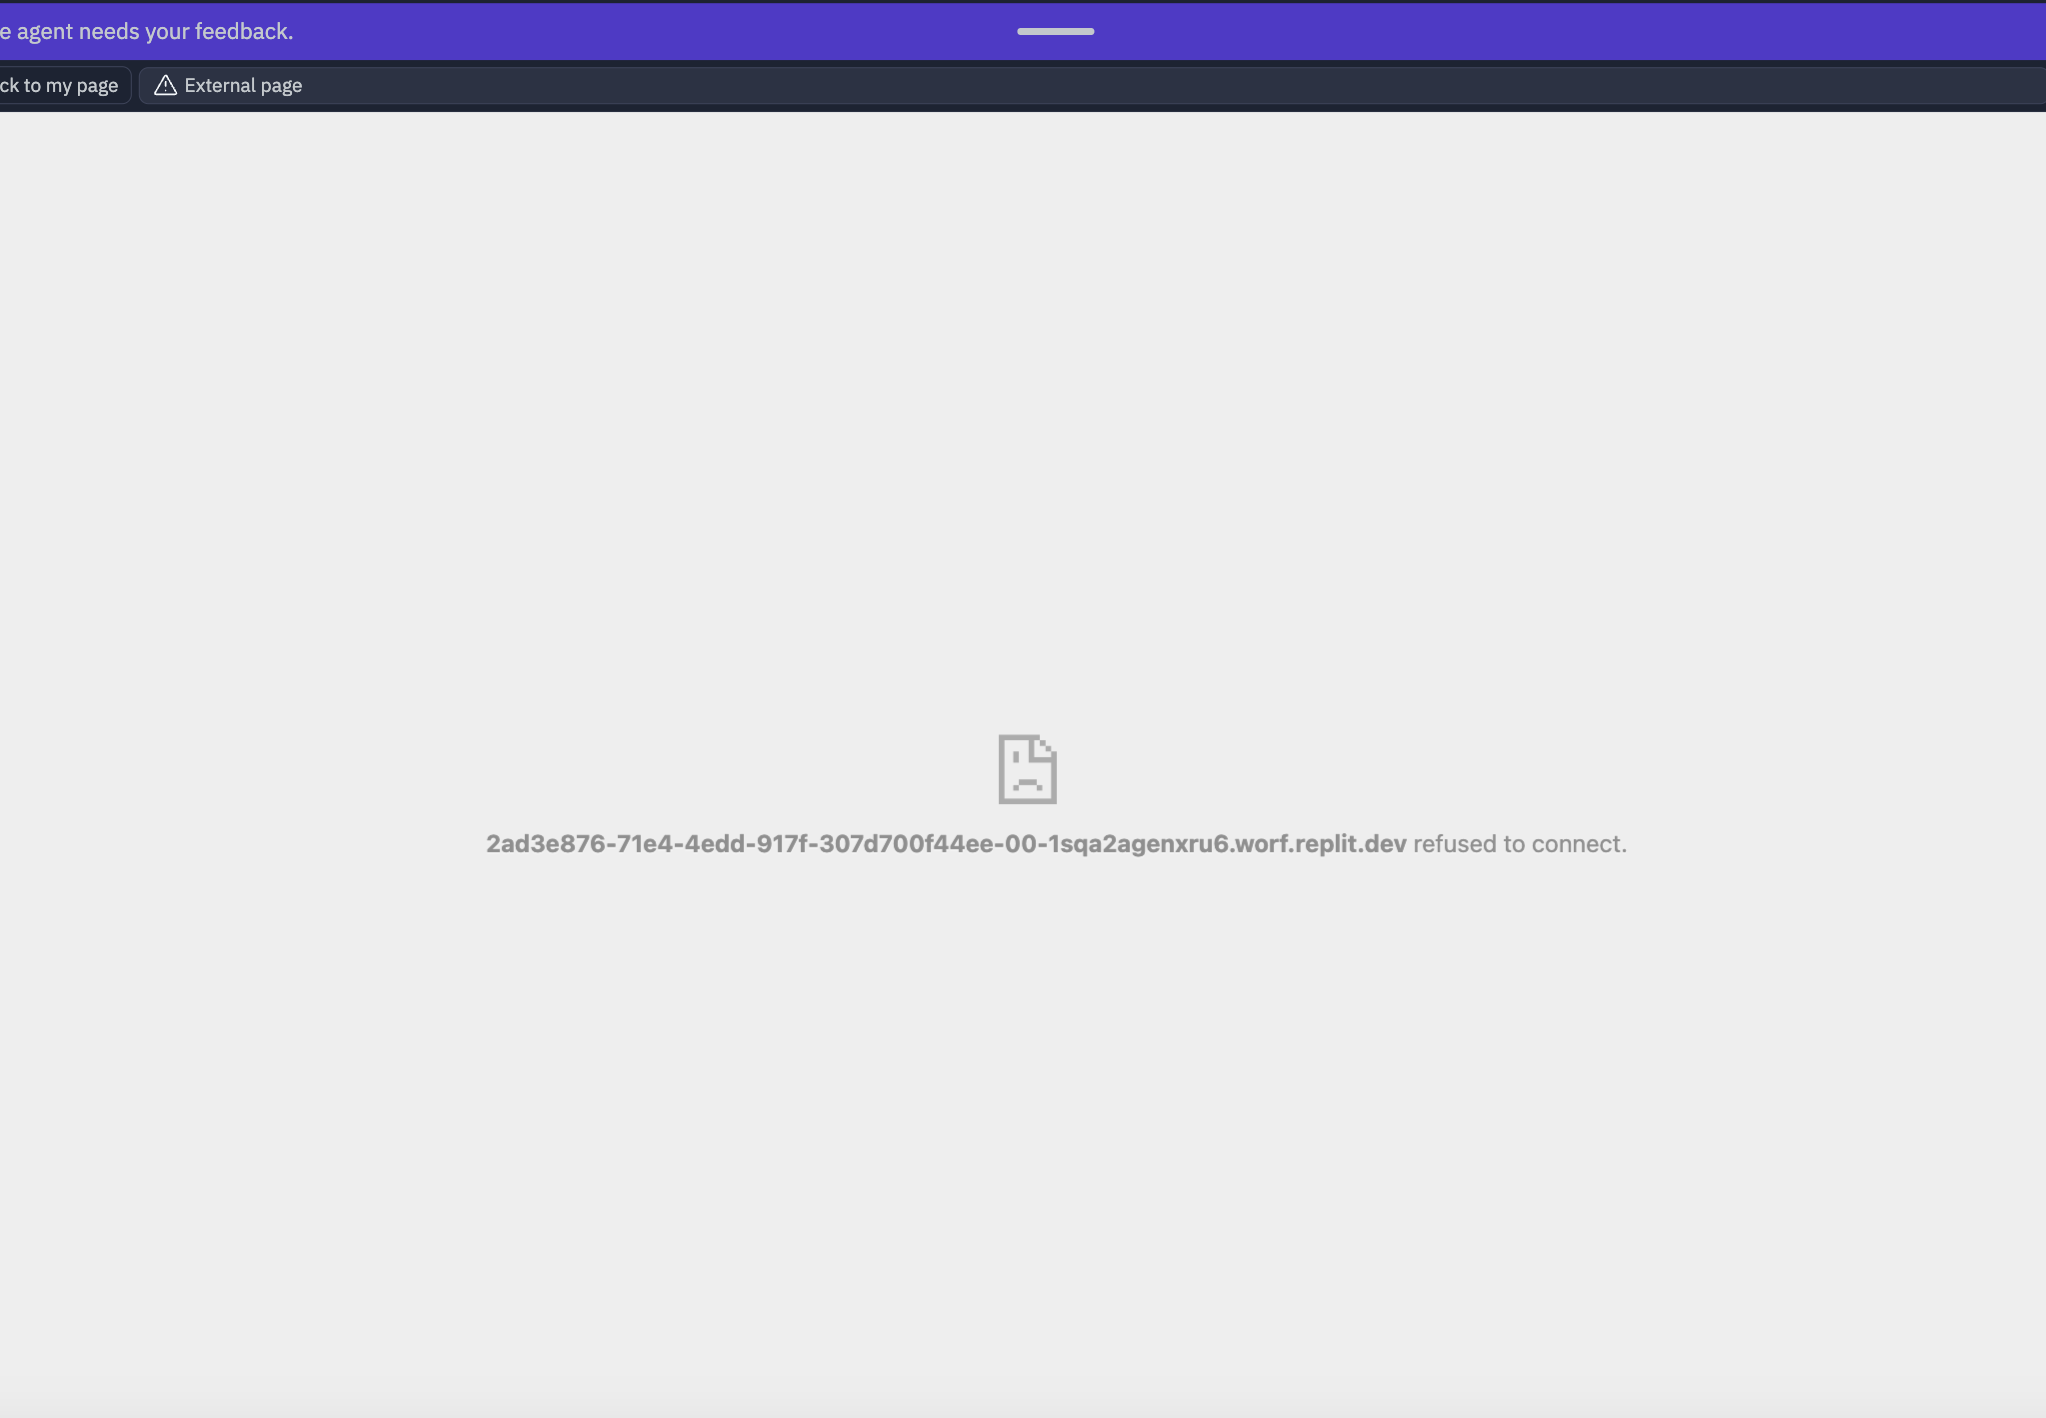 e agent needs your feedback.
ck to my page
External page
2ad3e876-71e4-4edd-917f-307d700f44ee-00-1sqa2agenxru6.worf.replit.dev refused to connect.